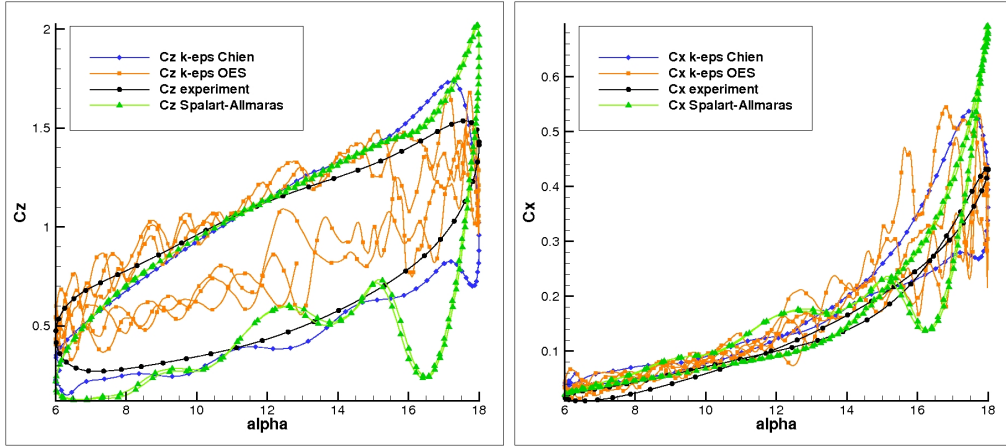 2
1.5
1
0.5
Cz
Cz k-eps Chien
Cz k-eps OES
Cz experiment
Cz Spalart-Allmaras
6 8 10 12 14 16 18
alpha
0.6
0.5
0.4
0.3
0.2
0.1
Cx
Cx k-eps Chien
Cx k-eps OES
Cx experiment
Cx Spalart-Allmaras
6 8 10 12 14 16 18
alpha